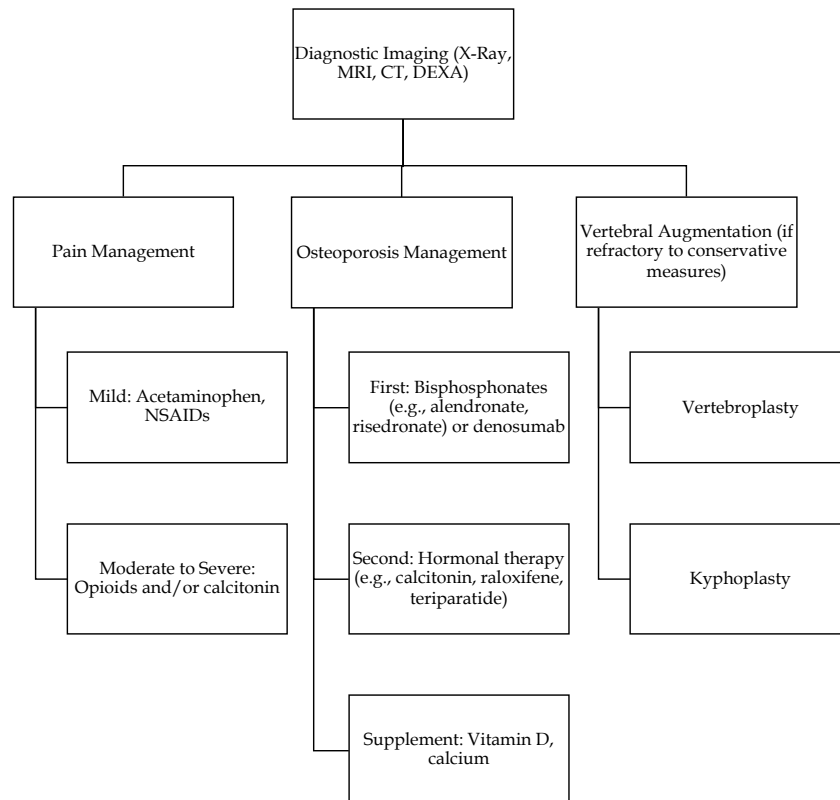 Diagnostic Imaging (X-Ray,
MRI, CT, DEXA)
Pain Management
Osteoporosis Management
Vertebral Augmentation (if
refractory to conservative
measures)
Mild: Acetaminophen,
NSAIDs
First: Bisphosphonates
(e.g., alendronate,
risedronate) or denosumab
Vertebroplasty
Moderate to Severe:
Opioids and/or calcitonin
Second: Hormonal therapy
(e.g., calcitonin, raloxifene,
teriparatide)
Kyphoplasty
Supplement: Vitamin D,
calcium